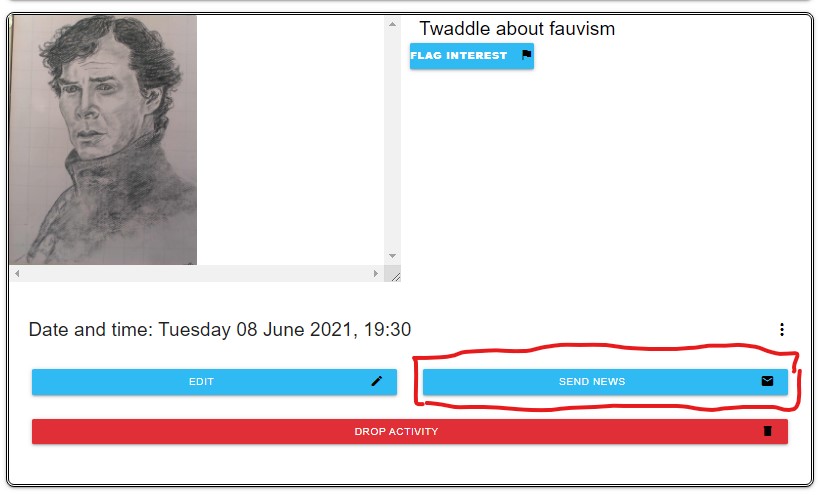 Twaddle about fauvism
FLAG INTEREST
Date and time: Tuesday 08 June 2021, 19:30
EDIT
SEND NEWS
DROP ACTIVITY